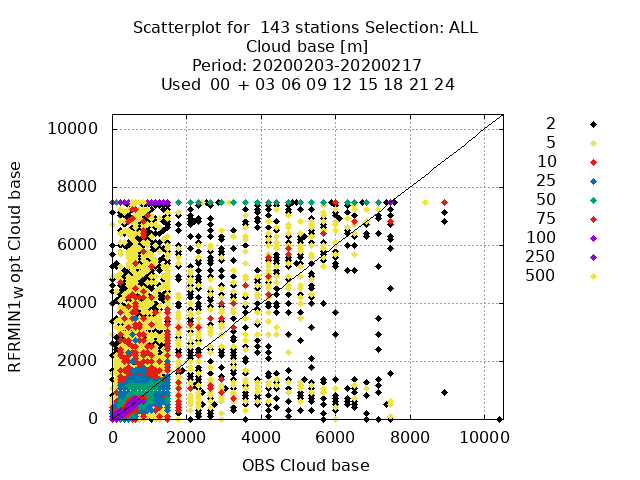 Scatterplot for  143 stations Selection: ALL
Cloud base [m]
Period: 20200203-20200217
Used  00  + 03 06 09 12 15 18 21 24
10000
8000
6000
4000
2000
0
RFRMIN1W opt Cloud base
0 2000 4000 6000 8000 10000
OBS Cloud base
2
5
10
25
50
75
100
250
500